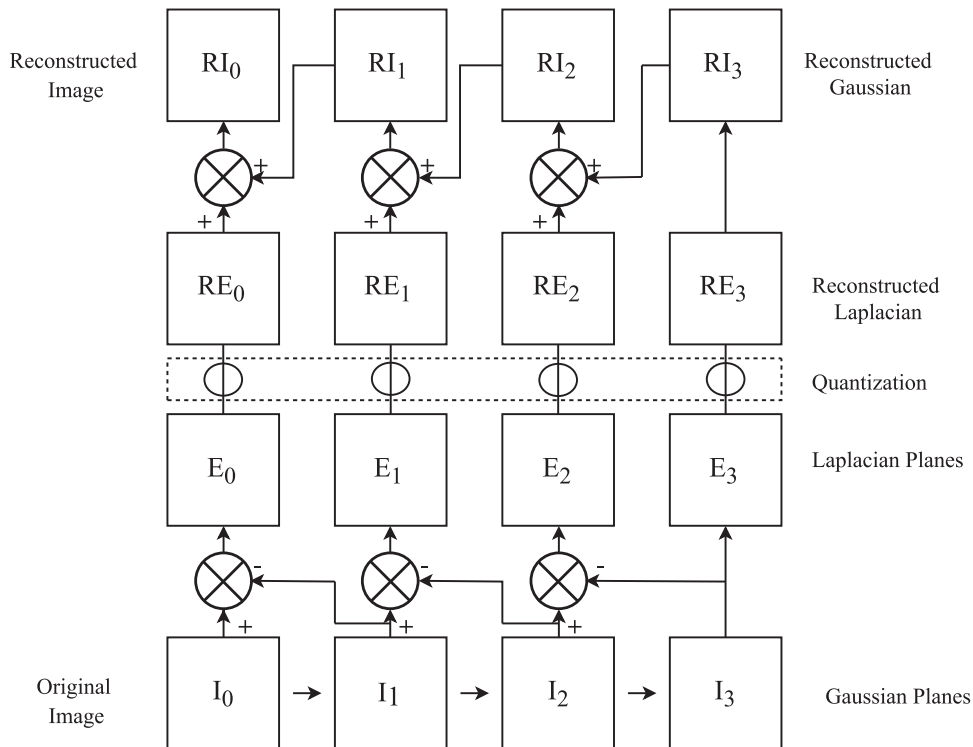 Reconstructed
Image
RI0
RI1
RI2
RI3
Reconstructed
Gaussian
+
+
+
+
+
+
RE0
RE1
RE2
RE3
Reconstructed
Laplacian
Quantization
E0
E1
E2
E3
Laplacian Planes
-
-
-
+
+
+
Original
Image
I0
I1
I2
I3
Gaussian Planes